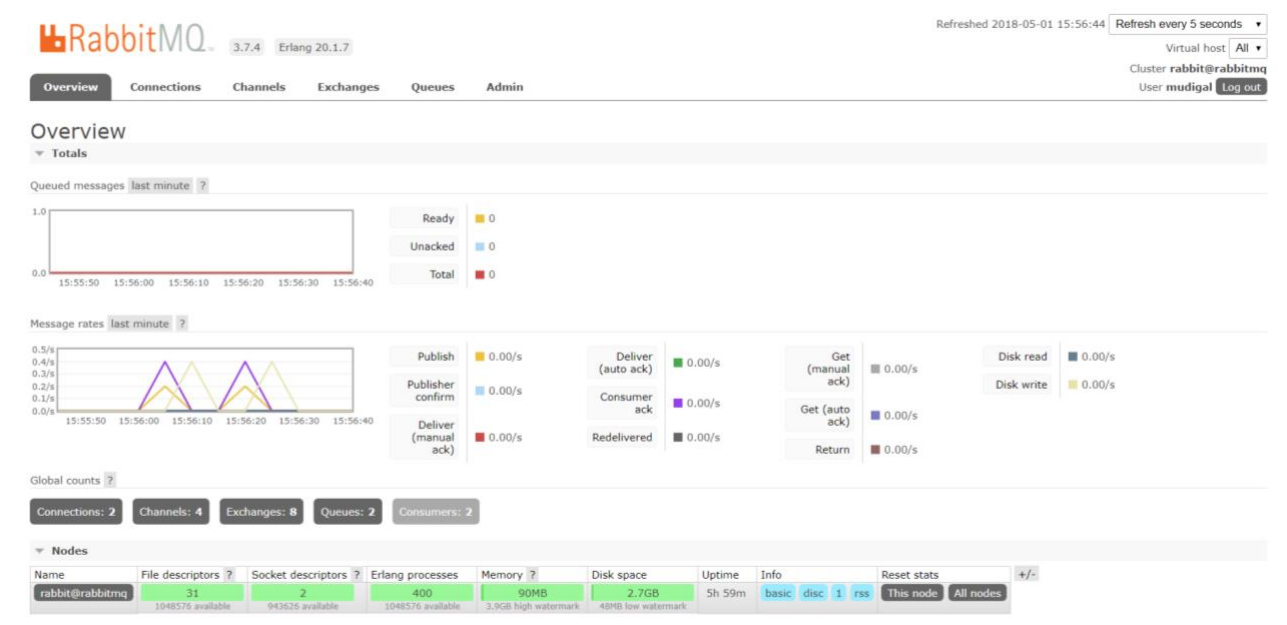 RabbitMQ 3.7.4 Erlang 20.1.7
Refreshed 2018-05-01 15:56:44 Refresh every 5 seconds
Virtual host All
Cluster rabbit@rabbitmq
User mudigal Log out
Overview Connections Channels Exchanges Queues Admin
Overview
Totals
Queued messages last minute ?
1.0
0.0
15:55:50 15:56:00 15:56:10 15:56:20 15:56:30 15:56:40
Ready 0
Unacked 0
Total 0
Message rates last minute ?
0.5/s
0.4/s
0.3/s
0.2/s
0.1/s
0.0/s
15:55:50 15:56:00 15:56:10 15:56:20 15:56:30 15:56:40
Publish 0.00/s
Publisher
confirm 0.00/s
Deliver
(manual
ack) 0.00/s
Deliver
(auto ack) 0.00/s
Consumer
ack 0.00/s
Redelivered 0.00/s
Get
(manual
ack) 0.00/s
Get (auto
ack) 0.00/s
Return 0.00/s
Disk read 0.00/s
Disk write 0.00/s
Global counts ?
Connections: 2 Channels: 4 Exchanges: 8 Queues: 2 Consumers: 2
Nodes
Name File descriptors ? Socket descriptors ? Erlang processes Memory ? Disk space Uptime Info Reset stats +/-
rabbit@rabbitmq 31 2 400 90MB 2.7GB 5h 59m basic disc 1 rss This node All nodes
1048576 available 943626 available 1048576 available 3.9GB high watermark 48MB low watermark